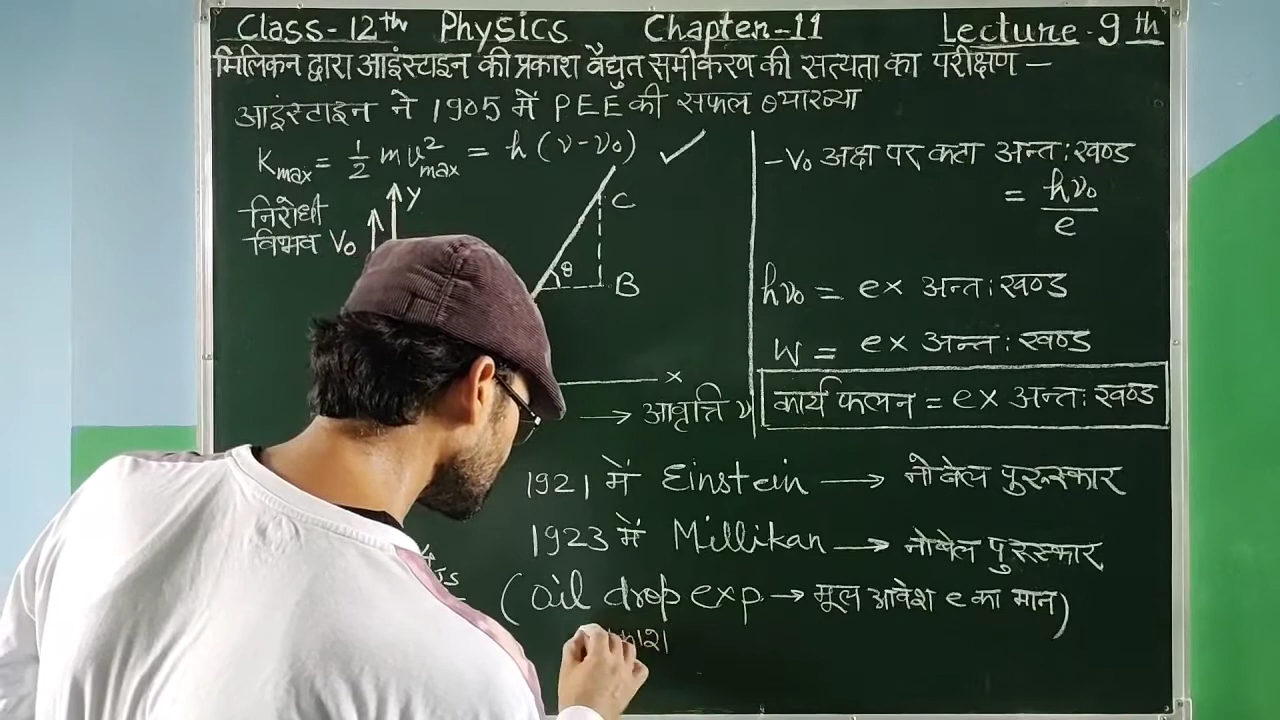 Class-12th Physics Chapter-11 Lecture-9th
मिलिकन द्वारा आइंस्टाइन की प्रकाश वैद्युत समीकरण की सत्यता का परीक्षण -
आइंस्टाइन ने 1905 में PEE की सफल व्याख्या
Kmax = 1/2 mv²max = h(ν-ν₀) ✓
निरोधी
विभव V₀
Y
C
θ
B
X
→ आवृत्ति ν
-V₀ अक्ष पर कटा अन्त:खण्ड
= hν₀/e
hν₀ = e× अन्त:खण्ड
W = e× अन्त:खण्ड
कार्य फलन = e× अन्त:खण्ड
1921 में Einstein → नोबेल पुरुस्कार
1923 में Millikan → नोबेल पुरस्कार
(oil drop exp → मूल आवेश e का मान)